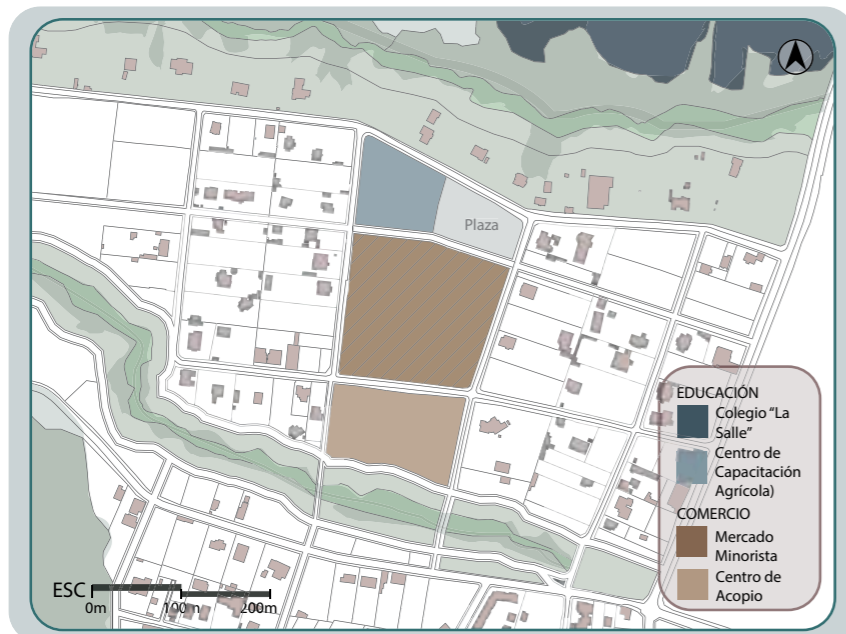 Plaza
EDUCACIÓN
Colegio “La
Salle”
Centro de
Capacitación
Agrícola)
COMERCIO
Mercado
Minorista
Centro de
Acopio
ESC
0m 100m 200m